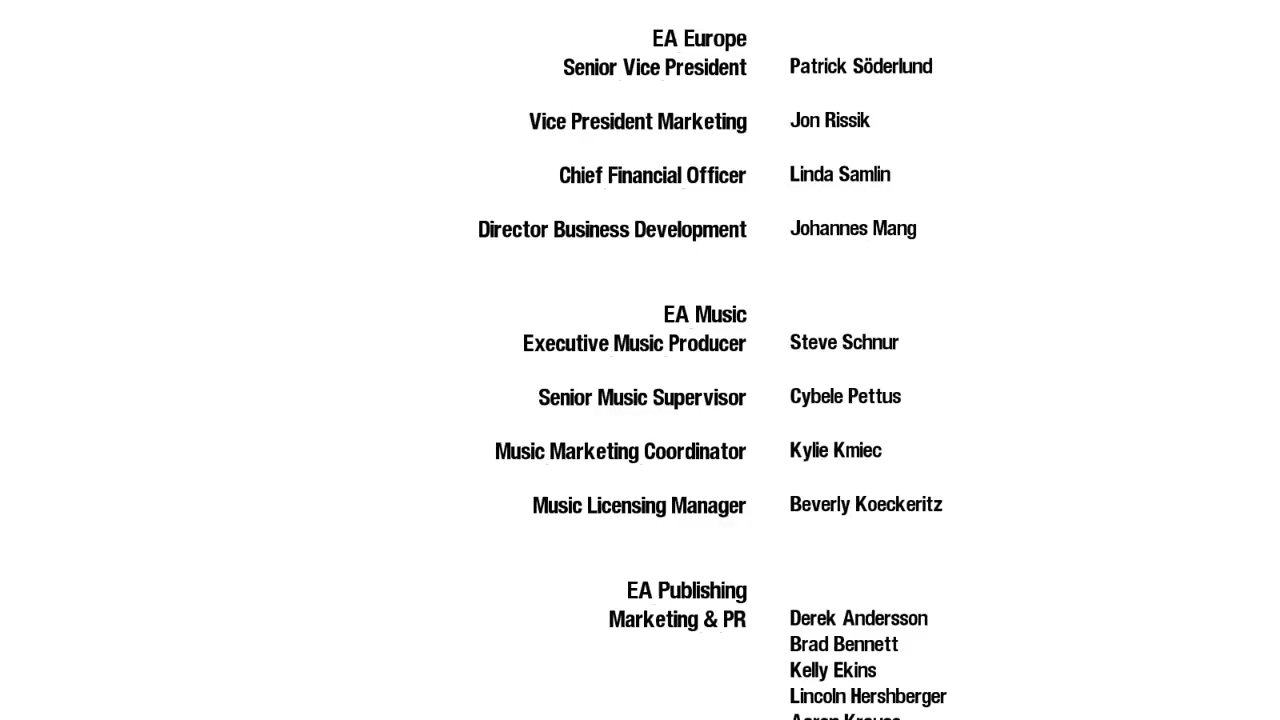 EA Europe
Senior Vice President Patrick Söderlund
Vice President Marketing Jon Rissik
Chief Financial Officer Linda Samlin
Director Business Development Johannes Mang
EA Music
Executive Music Producer Steve Schnur
Senior Music Supervisor Cybele Pettus
Music Marketing Coordinator Kylie Kmiec
Music Licensing Manager Beverly Koeckeritz
EA Publishing
Marketing & PR Derek Andersson
Brad Bennett
Kelly Ekins
Lincoln Hershberger